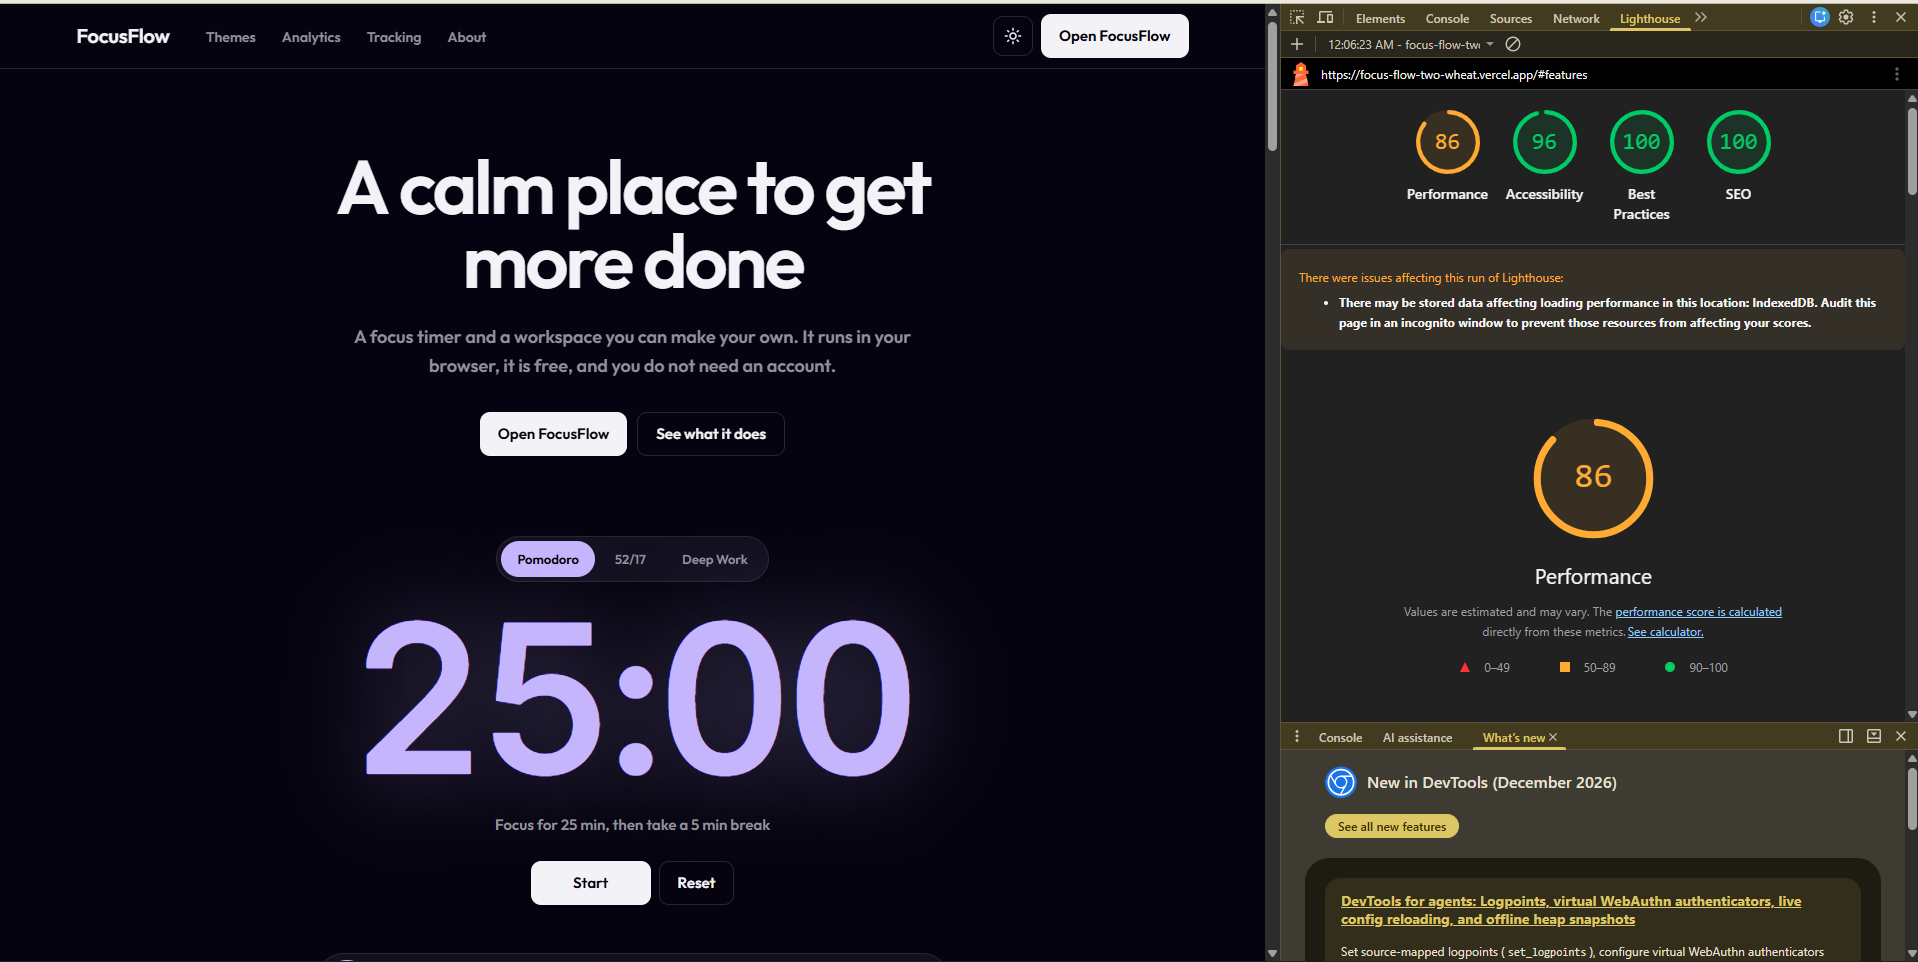 FocusFlow
Themes
Analytics
Tracking
About
Open FocusFlow
A calm place to get
more done
A focus timer and a workspace you can make your own. It runs in your
browser, it is free, and you do not need an account.
Open FocusFlow
See what it does
Pomodoro
52/17
Deep Work
25:00
Focus for 25 min, then take a 5 min break
Start
Reset
Elements
Console
Sources
Network
Lighthouse
12:06:23 AM - focus-flow-tw
https://focus-flow-two-wheat.vercel.app/#features
86
96
100
100
Performance
Accessibility
Best
Practices
SEO
There were issues affecting this run of Lighthouse:
• There may be stored data affecting loading performance in this location: IndexedDB. Audit this
page in an incognito window to prevent those resources from affecting your scores.
86
Performance
Values are estimated and may vary. The performance score is calculated
directly from these metrics. See calculator.
0–49
50–89
90–100
Console
AI assistance
What's new
New in DevTools (December 2026)
See all new features
DevTools for agents: Logpoints, virtual WebAuthn authenticators, live
config reloading, and offline heap snapshots
Set source-mapped logpoints ( set_logpoints ), configure virtual WebAuthn authenticators